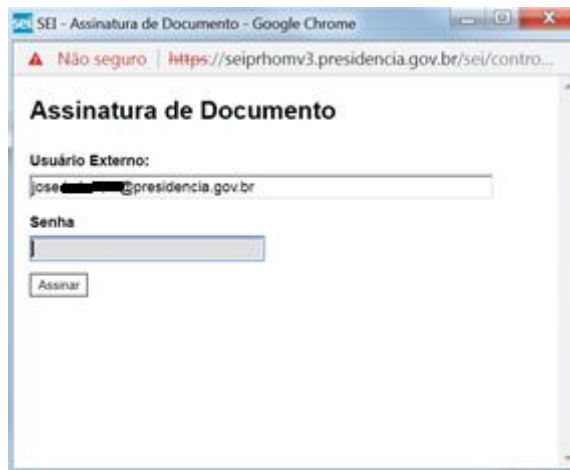 sei SEI - Assinatura de Documento - Google Chrome
Não seguro | https://seiprhomv3.presidencia.gov.br/sei/contro...
Assinatura de Documento
Usuário Externo:
jose @presidencia.gov.br
Senha
Assinar